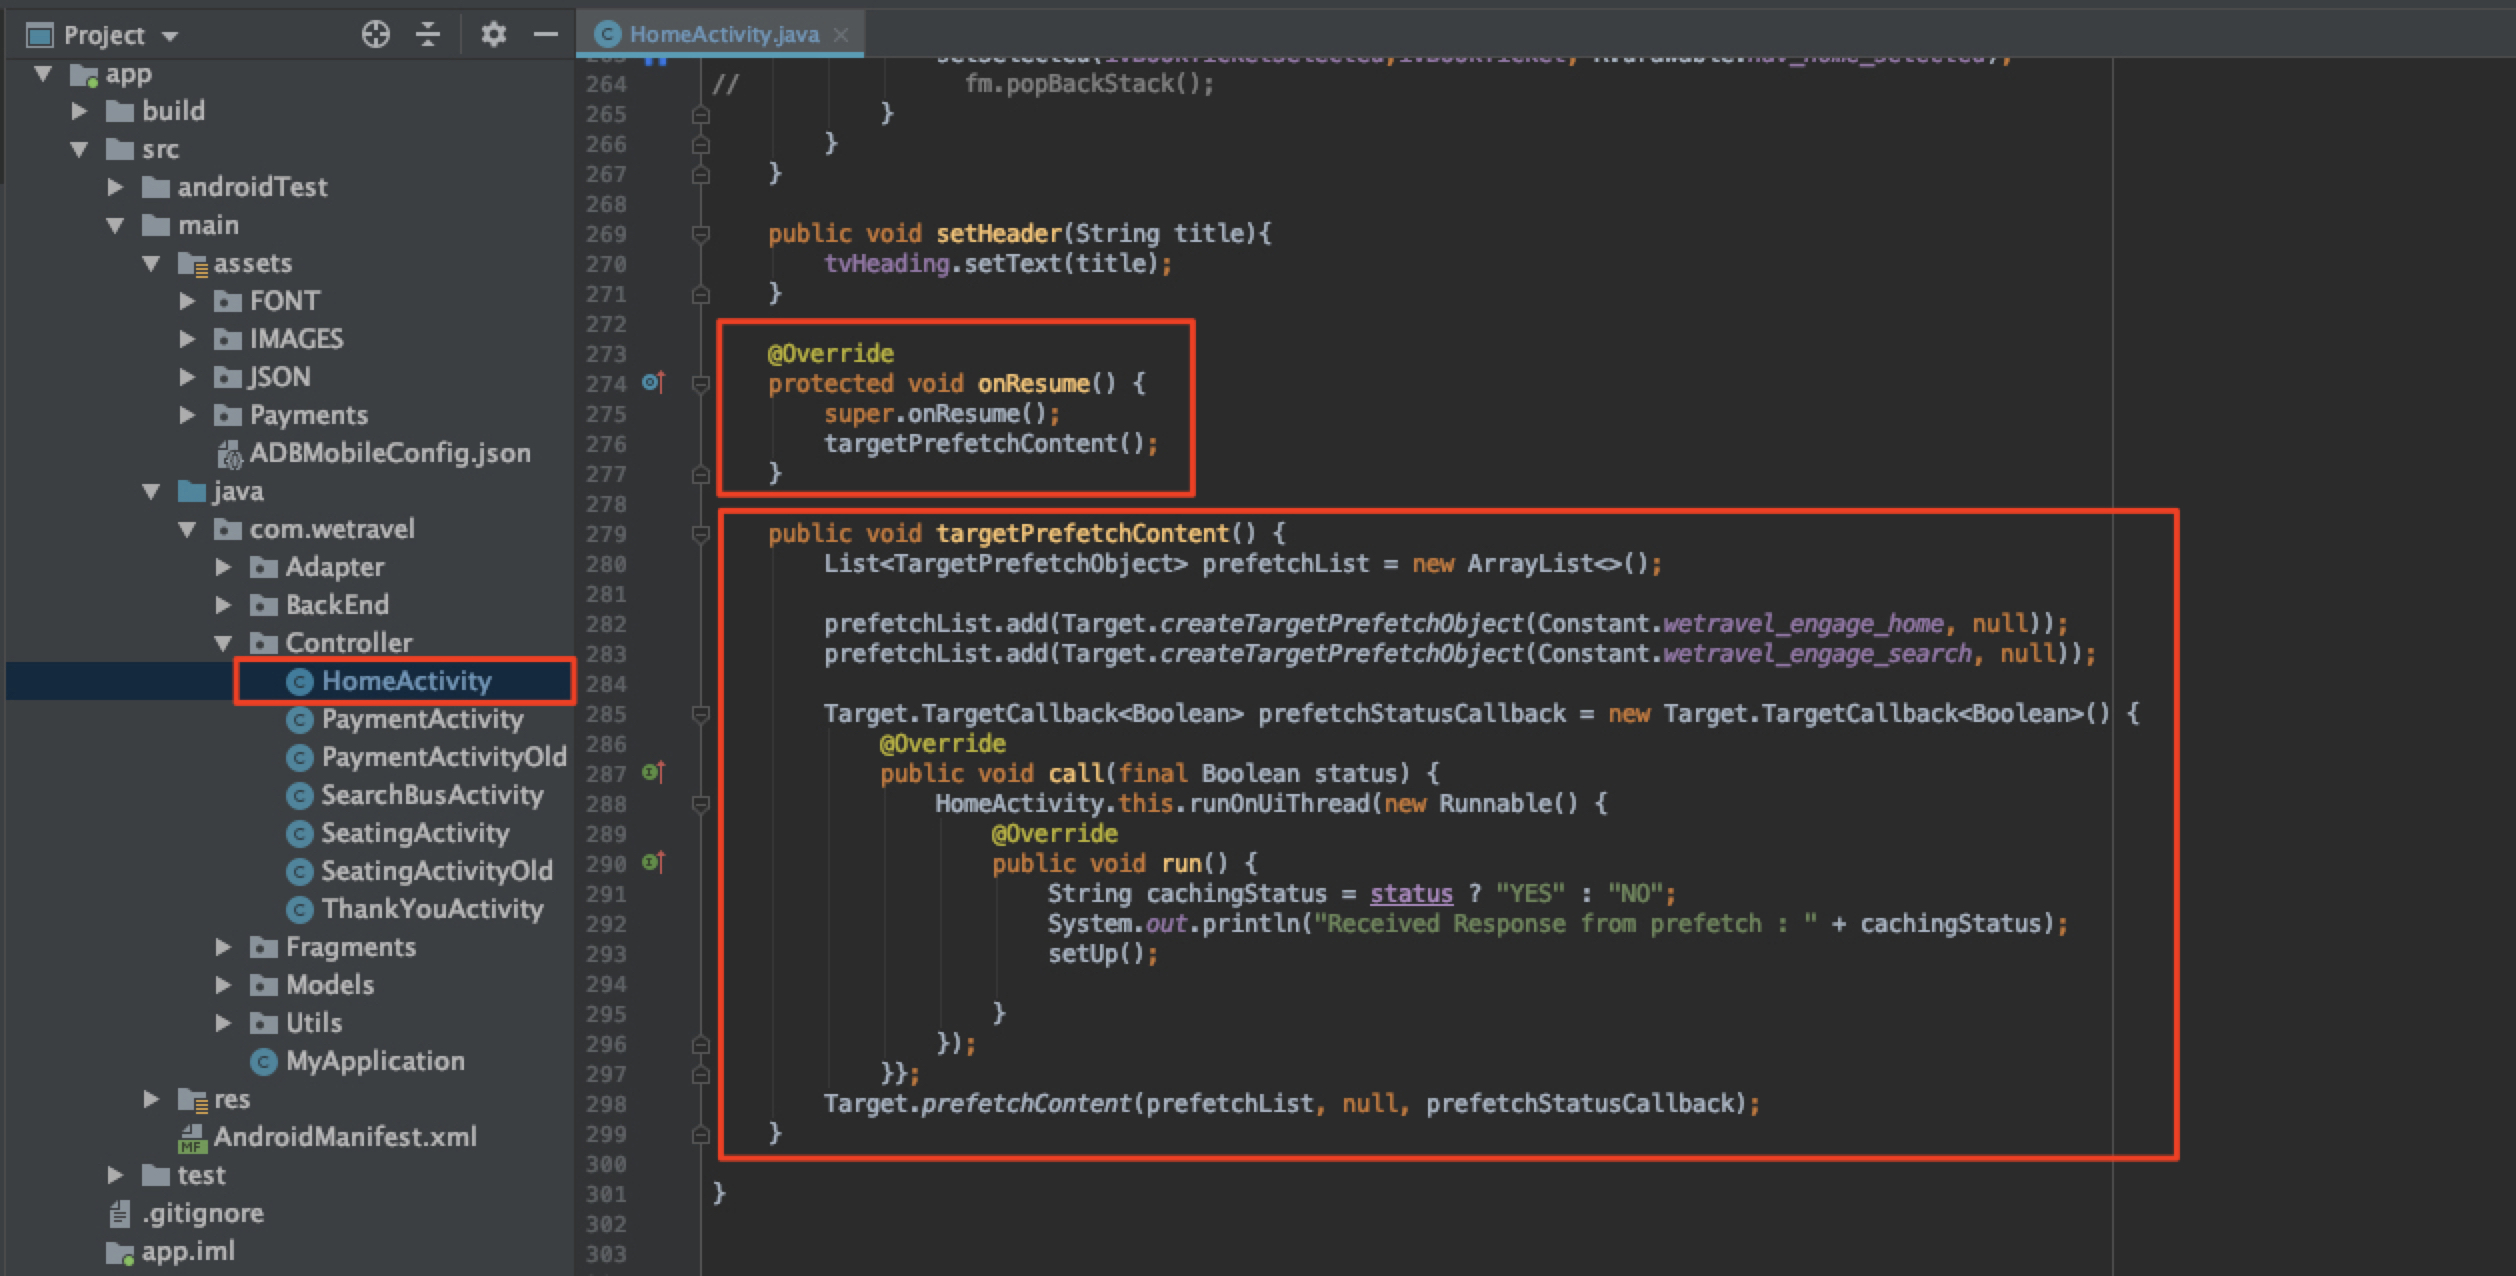 Project
app
build
src
androidTest
main
assets
FONT
IMAGES
JSON
Payments
ADBMobileConfig.json
java
com.wetravel
Adapter
BackEnd
Controller
HomeActivity
PaymentActivity
PaymentActivityOld
SearchBusActivity
SeatingActivity
SeatingActivityOld
ThankYouActivity
Fragments
Models
Utils
MyApplication
res
AndroidManifest.xml
test
.gitignore
app.iml
HomeActivity.java
264 // fm.popBackStack();
265 }
266 }
267 }
268
269 public void setHeader(String title){
270 tvHeading.setText(title);
271 }
272
273 @Override
274 protected void onResume() {
275 super.onResume();
276 targetPrefetchContent();
277 }
278
279 public void targetPrefetchContent() {
280 List<TargetPrefetchObject> prefetchList = new ArrayList<>();
281
282 prefetchList.add(Target.createTargetPrefetchObject(Constant.wetravel_engage_home, null));
283 prefetchList.add(Target.createTargetPrefetchObject(Constant.wetravel_engage_search, null));
284
285 Target.TargetCallback<Boolean> prefetchStatusCallback = new Target.TargetCallback<Boolean>() {
286 @Override
287 public void call(final Boolean status) {
288 HomeActivity.this.runOnUiThread(new Runnable() {
289 @Override
290 public void run() {
291 String cachingStatus = status ? "YES" : "NO";
292 System.out.println("Received Response from prefetch : " + cachingStatus);
293 setUp();
294
295 }
296 });
297 }};
298 Target.prefetchContent(prefetchList, null, prefetchStatusCallback);
299 }
300
301 }
302
303